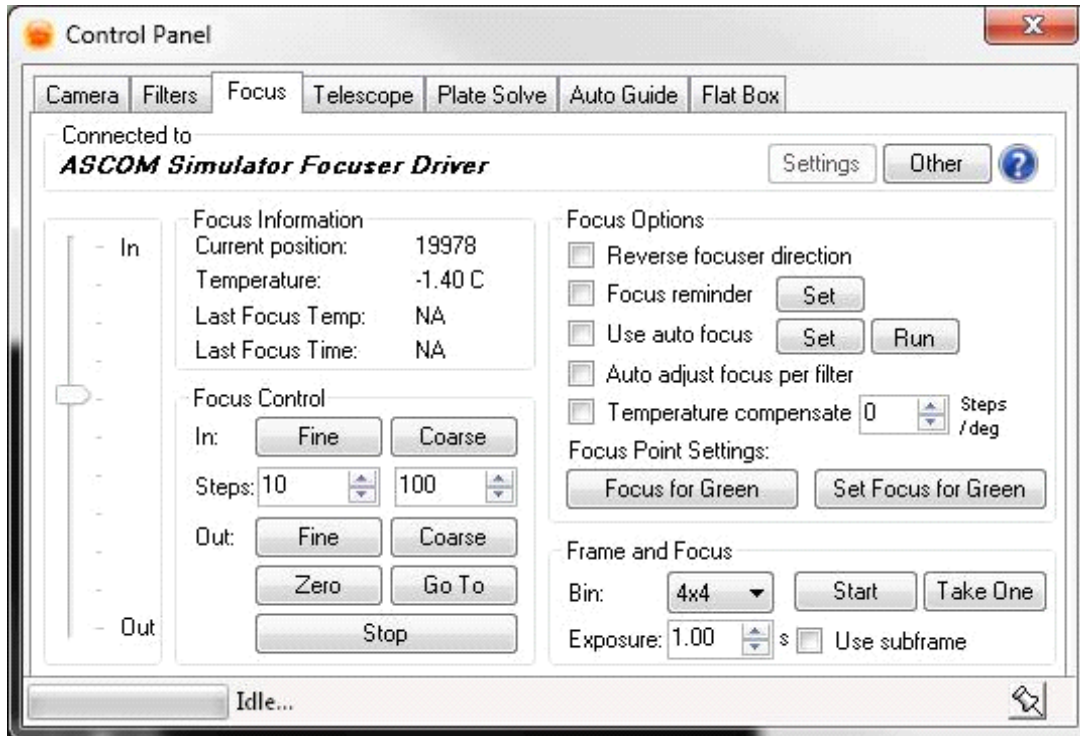 Control Panel
Camera Filters Focus Telescope Plate Solve Auto Guide Flat Box
Connected to
ASCOM Simulator Focuser Driver
Settings Other ?
In
Out
Focus Information
Current position: 19978
Temperature: -1.40 C
Last Focus Temp: NA
Last Focus Time: NA
Focus Control
In: Fine Coarse
Steps: 10 100
Out: Fine Coarse
Zero Go To
Stop
Focus Options
Reverse focuser direction
Focus reminder Set
Use auto focus Set Run
Auto adjust focus per filter
Temperature compensate 0 Steps
/deg
Focus Point Settings:
Focus for Green Set Focus for Green
Frame and Focus
Bin: 4x4 Start Take One
Exposure: 1.00 s Use subframe
Idle...